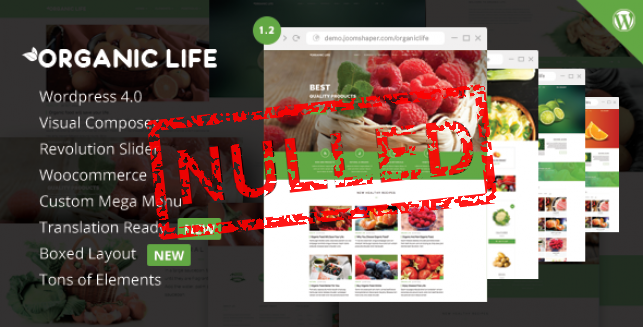 1.2
demo.joomshaper.com/organiclife
ORGANIC LIFE
BEST
QUALITY PRODUCTS
Wordpress 4.0
Visual Composer
Revolution Slider
Woocommerce
Custom Mega Menu
Translation Ready NEW
Boxed Layout NEW
Tons of Elements
NULLED